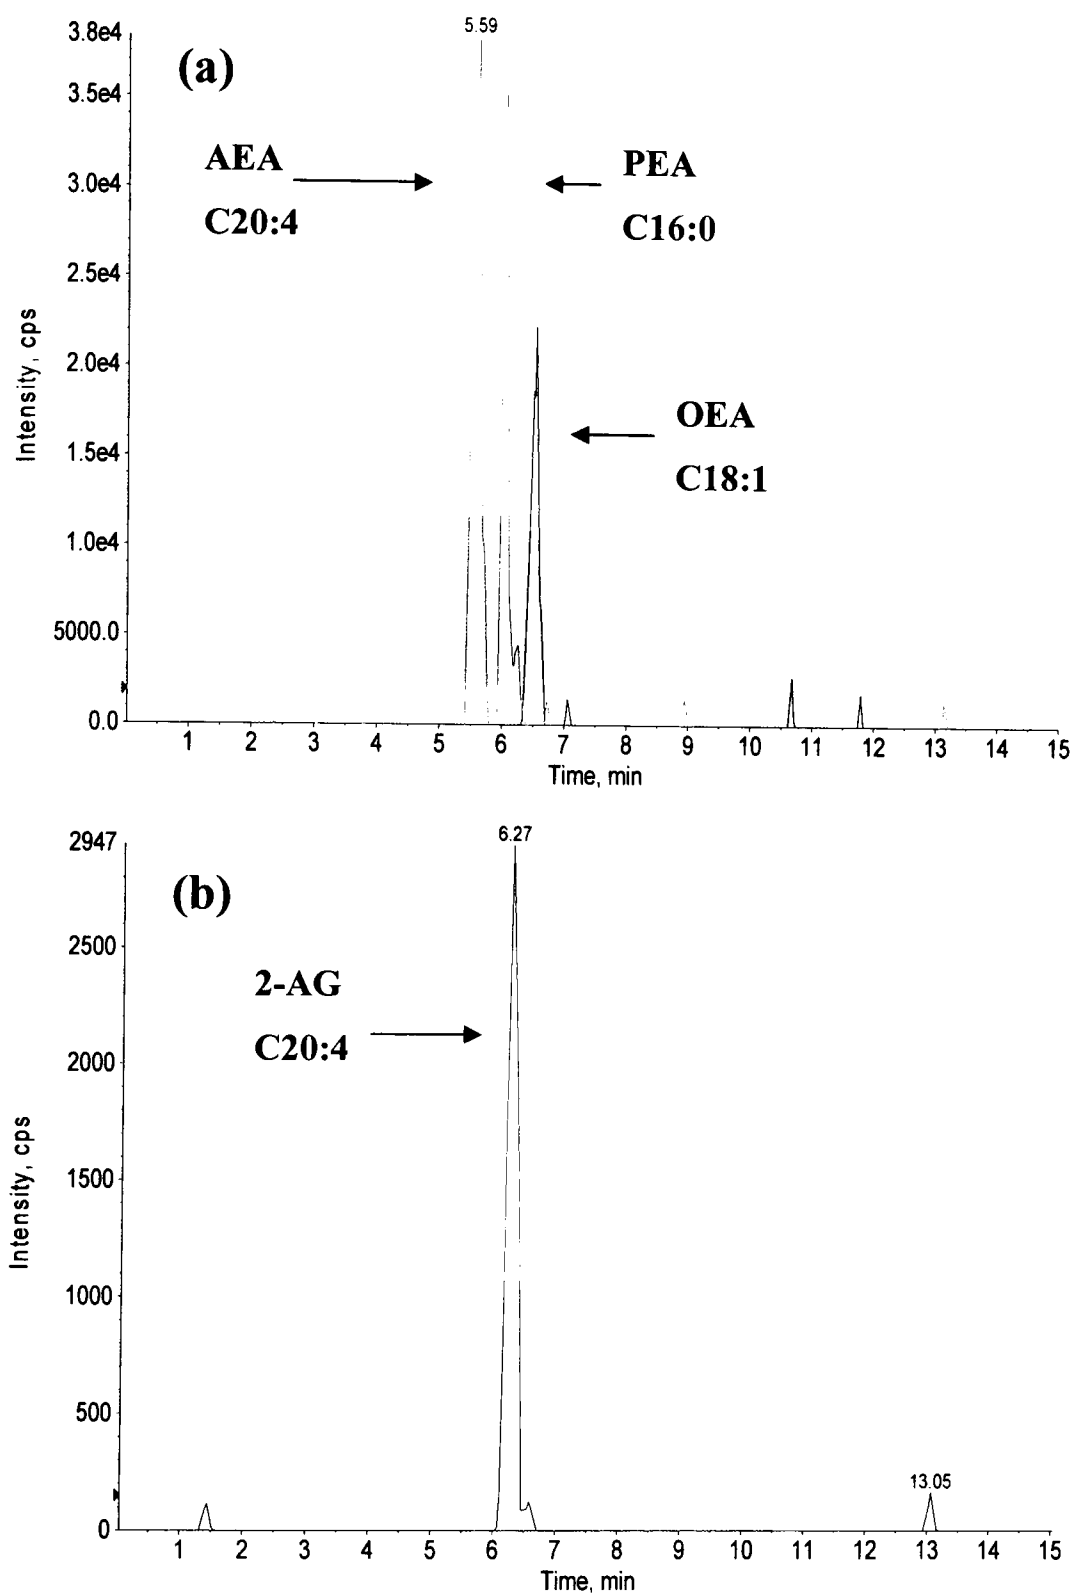 5.59
3.8e4
(a)
3.5e4
AEA
PEA
3.0e4
C20:4
C16:0
2.5e4
Intensity, cps
2.0e4
OEA
1.5e4
C18:1
1.0e4
5000.0
0.0
1 2 3 4 5 6 7 8 9 10 11 12 13 14 15
Time, min
6.27
2947
(b)
2500
2-AG
C20:4
2000
Intensity, cps
1500
1000
500
13.05
0
1 2 3 4 5 6 7 8 9 10 11 12 13 14 15
Time, min